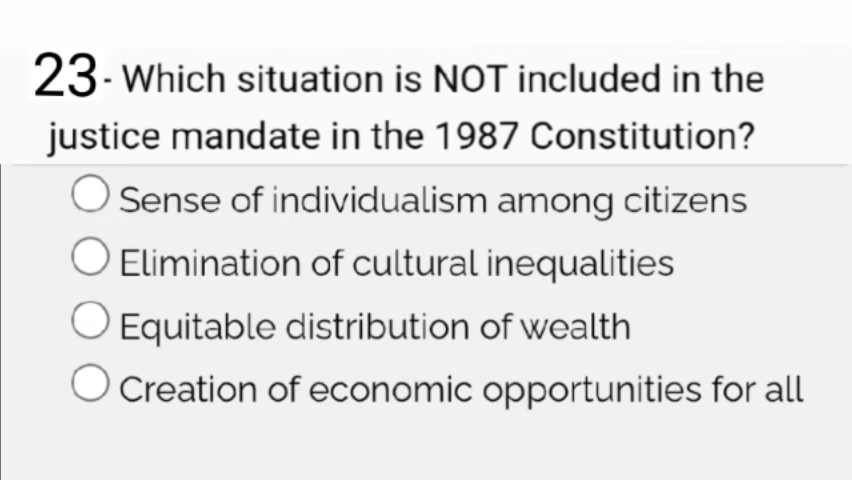 23- Which situation is NOT included in the
justice mandate in the 1987 Constitution?
Sense of individualism among citizens
Elimination of cultural inequalities
Equitable distribution of wealth
Creation of economic opportunities for all